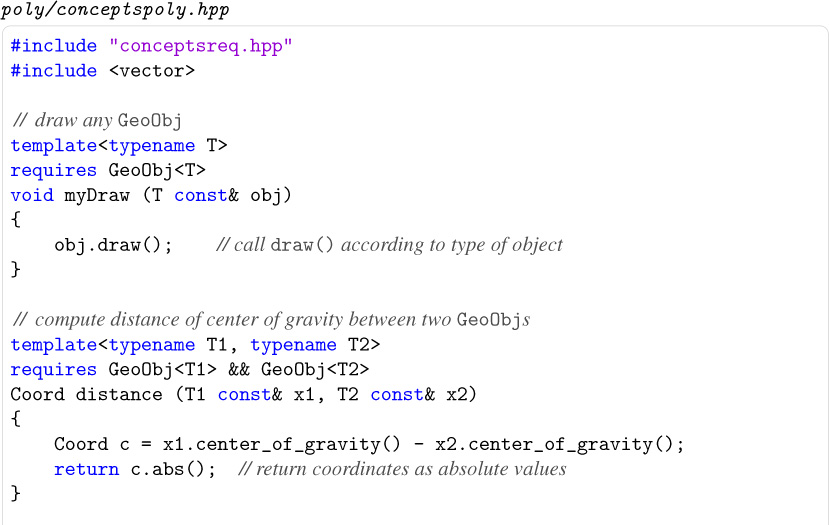 poly/conceptspoly.hpp
#include "conceptsreq.hpp"
#include <vector>
// draw any GeoObj
template<typename T>
requires GeoObj<T>
void myDraw (T const& obj)
{
obj.draw(); // call draw() according to type of object
}
// compute distance of center of gravity between two GeoObjs
template<typename T1, typename T2>
requires GeoObj<T1> && GeoObj<T2>
Coord distance (T1 const& x1, T2 const& x2)
{
Coord c = x1.center_of_gravity() - x2.center_of_gravity();
return c.abs(); // return coordinates as absolute values
}